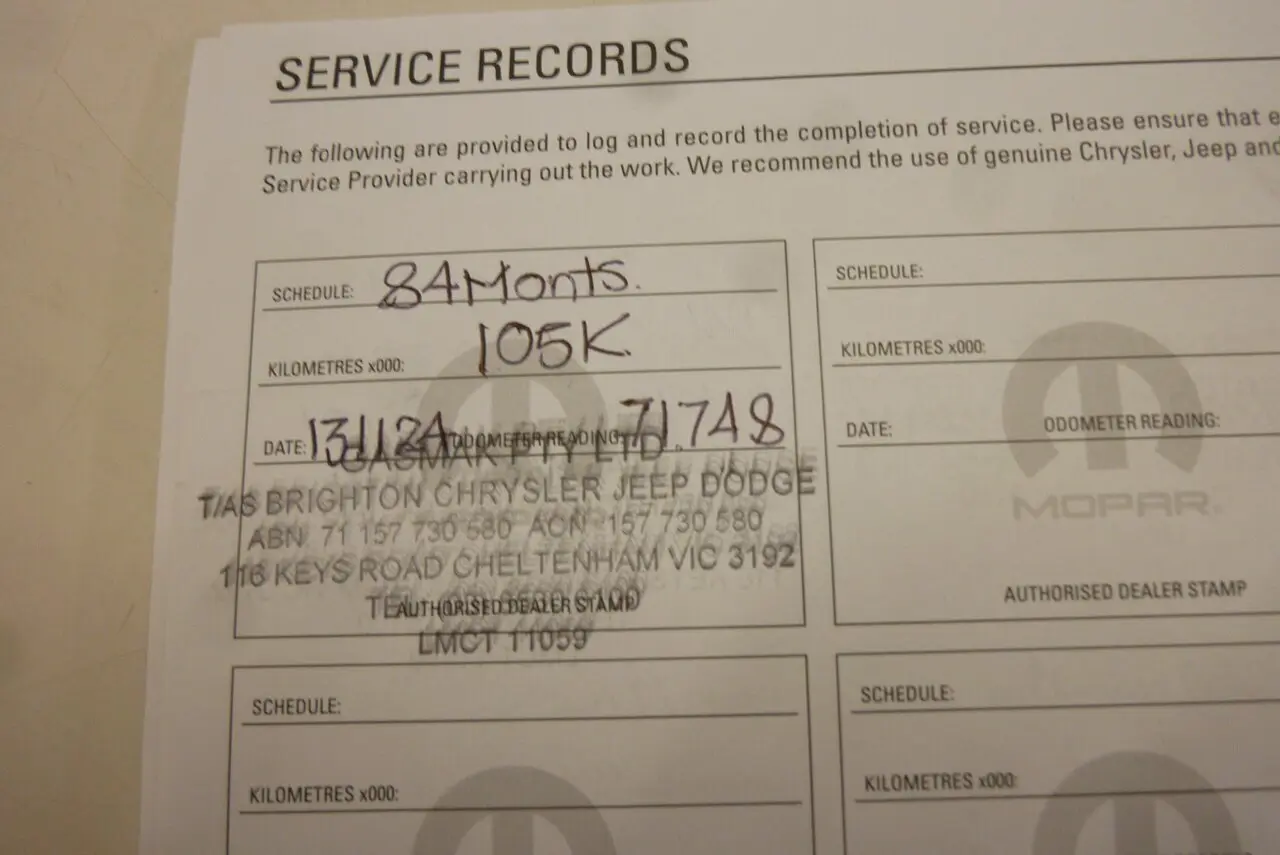 SERVICE RECORDS
The following are provided to log and record the completion of service. Please ensure that e
Service Provider carrying out the work. We recommend the use of genuine Chrysler, Jeep and
SCHEDULE: 84 Monts.
KILOMETRES x000: 105K.
DATE: 13/1/24 ODOMETER READING: 71748
GASMAK PTY LTD.
T/AS BRIGHTON CHRYSLER JEEP DODGE
ABN 71 157 730 580 ACN 157 730 580
116 KEYS ROAD CHELTENHAM VIC 3192
AUTHORISED DEALER STAMP
LMCT 11059
SCHEDULE:
KILOMETRES x000:
DATE: ODOMETER READING:
MOPAR
AUTHORISED DEALER STAMP
SCHEDULE:
KILOMETRES x000:
SCHEDULE:
KILOMETRES x000: